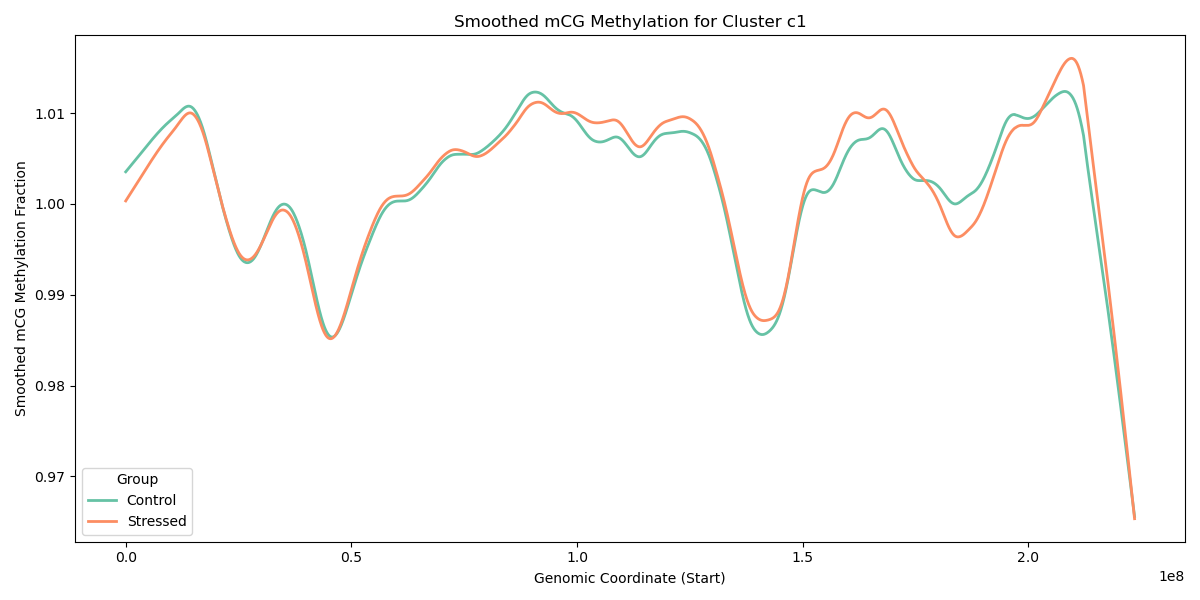 Smoothed mCG Methylation for Cluster c1
Smoothed mCG Methylation Fraction
1.01
1.00
0.99
0.98
0.97
Group
Control
Stressed
0.0
0.5
1.0
1.5
2.0
1e8
Genomic Coordinate (Start)